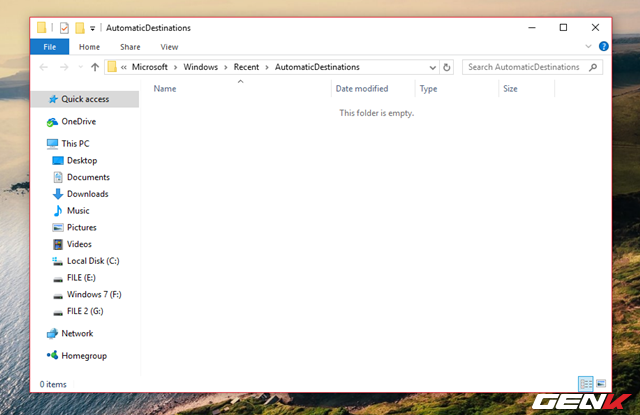 AutomaticDestinations
File Home Share View
« Microsoft > Windows > Recent > AutomaticDestinations
Search AutomaticDestinations
Name Date modified Type Size
This folder is empty.
Quick access
OneDrive
This PC
Desktop
Documents
Downloads
Music
Pictures
Videos
Local Disk (C:)
FILE (E:)
Windows 7 (F:)
FILE 2 (G:)
Network
Homegroup
0 items
GENK